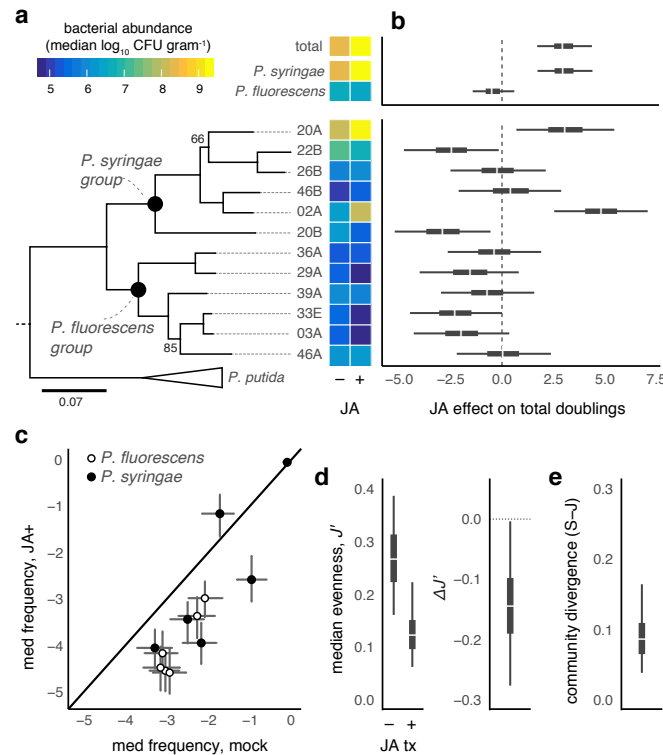 a
bacterial abundance
(median log10 CFU gram⁻¹)
5 6 7 8 9
total
P. syringae
P. fluorescens
b
66
P. syringae
group
P. fluorescens
group
85
P. putida
0.07
20A
22B
26B
46B
02A
20B
36A
29A
39A
33E
03A
46A
− +
JA
−5.0 −2.5 0.0 2.5 5.0 7.5
JA effect on total doublings
c
P. fluorescens
P. syringae
0
−1
−2
−3
−4
−5
med frequency, JA+
−5 −4 −3 −2 −1 0
med frequency, mock
d
median evenness, J'
0.4
0.3
0.2
0.1
0.0
− +
JA tx
ΔJ'
0.0
−0.1
−0.2
−0.3
e
community divergence (S–J)
0.3
0.2
0.1
0.0